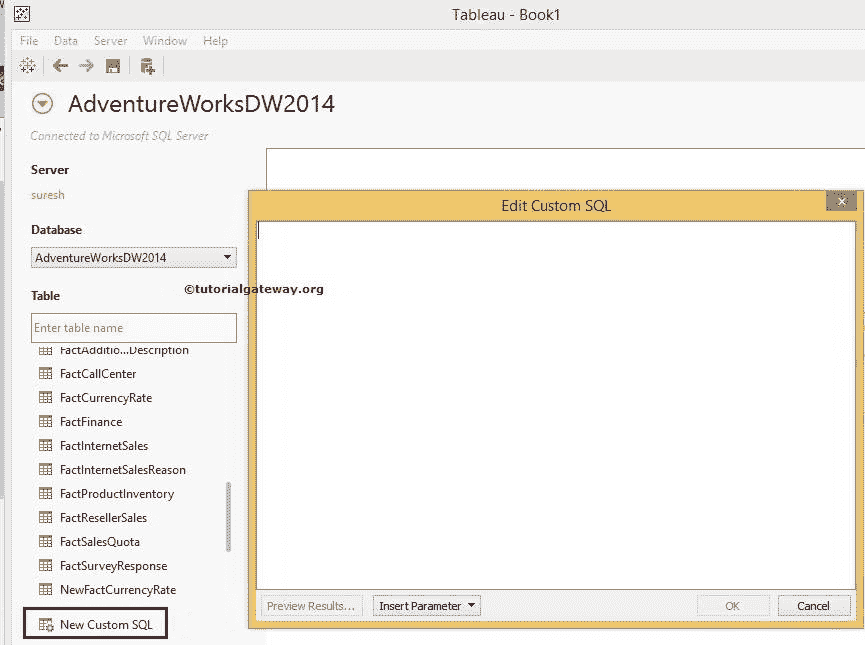 Tableau - Book1
File Data Server Window Help
AdventureWorksDW2014
Connected to Microsoft SQL Server
Server
suresh
Database
AdventureWorksDW2014
©tutorialgateway.org
Table
Enter table name
FactAdditio...Description
FactCallCenter
FactCurrencyRate
FactFinance
FactInternetSales
FactInternetSalesReason
FactProductInventory
FactResellerSales
FactSalesQuota
FactSurveyResponse
NewFactCurrencyRate
New Custom SQL
Edit Custom SQL
Preview Results... Insert Parameter OK Cancel